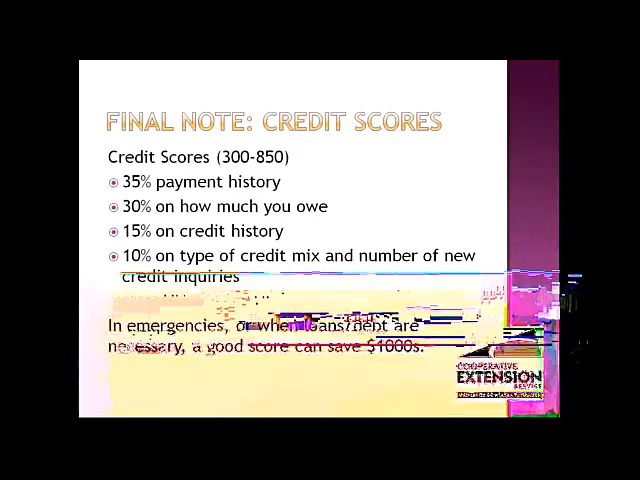 FINAL NOTE: CREDIT SCORES
Credit Scores (300-850)
35% payment history
30% on how much you owe
15% on credit history
10% on type of credit mix and number of new
credit inquiries
In emergencies, or when loans/debt are
necessary, a good score can save $1000s.
COOPERATIVE
EXTENSION
SERVICE